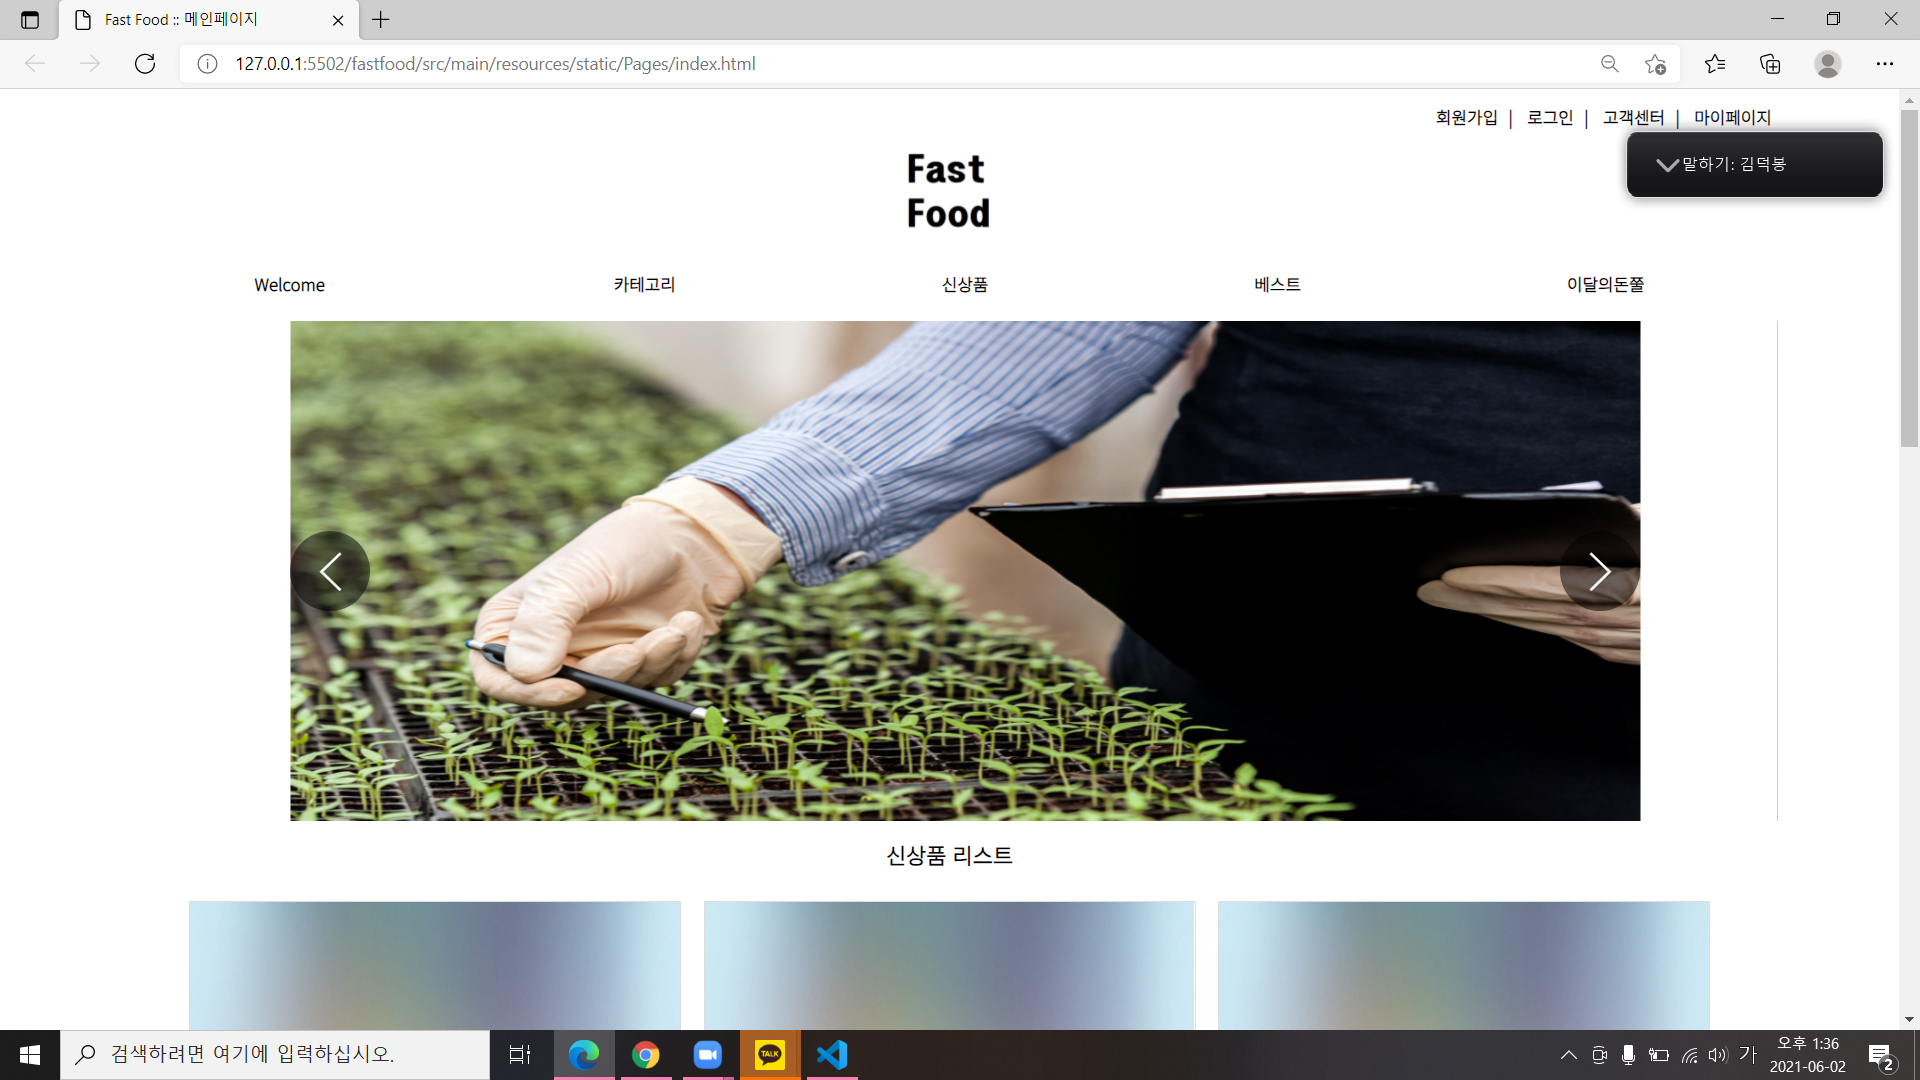 Fast Food :: 메인페이지
127.0.0.1:5502/fastfood/src/main/resources/static/Pages/index.html
회원가입 | 로그인 | 고객센터 | 마이페이지
말하기: 김덕봉
Fast
Food
Welcome 카테고리 신상품 베스트 이달의돈쭐
신상품 리스트
검색하려면 여기에 입력하십시오.
TALK
가
오후 1:36
2021-06-02
2